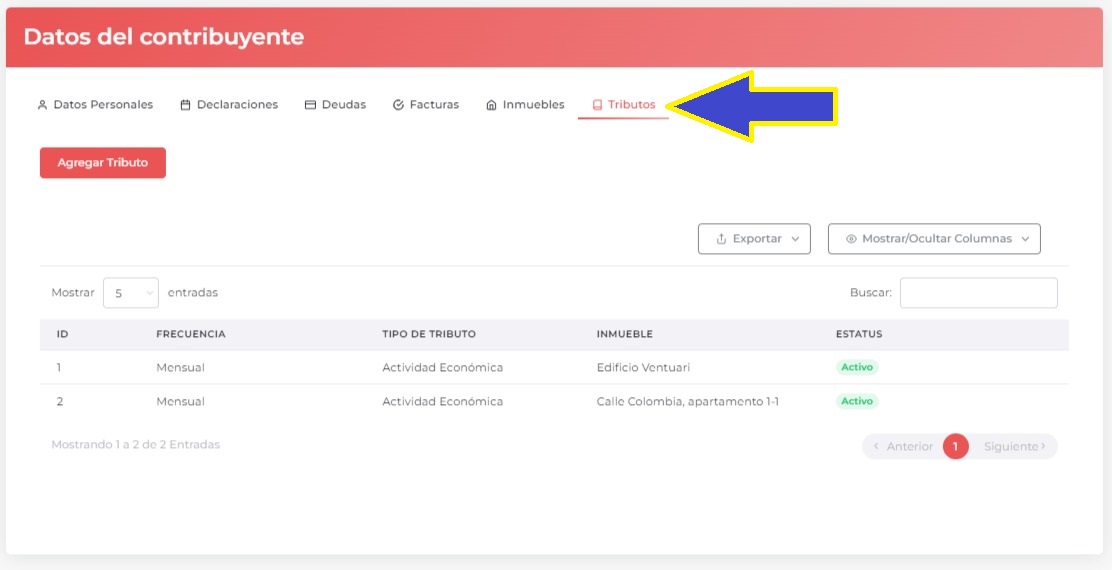 Datos del contribuyente
Datos Personales Declaraciones Deudas Facturas Inmuebles Tributos
Agregar Tributo
Exportar Mostrar/Ocultar Columnas
Mostrar 5 entradas Buscar:
ID FRECUENCIA TIPO DE TRIBUTO INMUEBLE ESTATUS
1 Mensual Actividad Económica Edificio Ventuari Activo
2 Mensual Actividad Económica Calle Colombia, apartamento 1-1 Activo
Mostrando 1 a 2 de 2 Entradas
Anterior 1 Siguiente